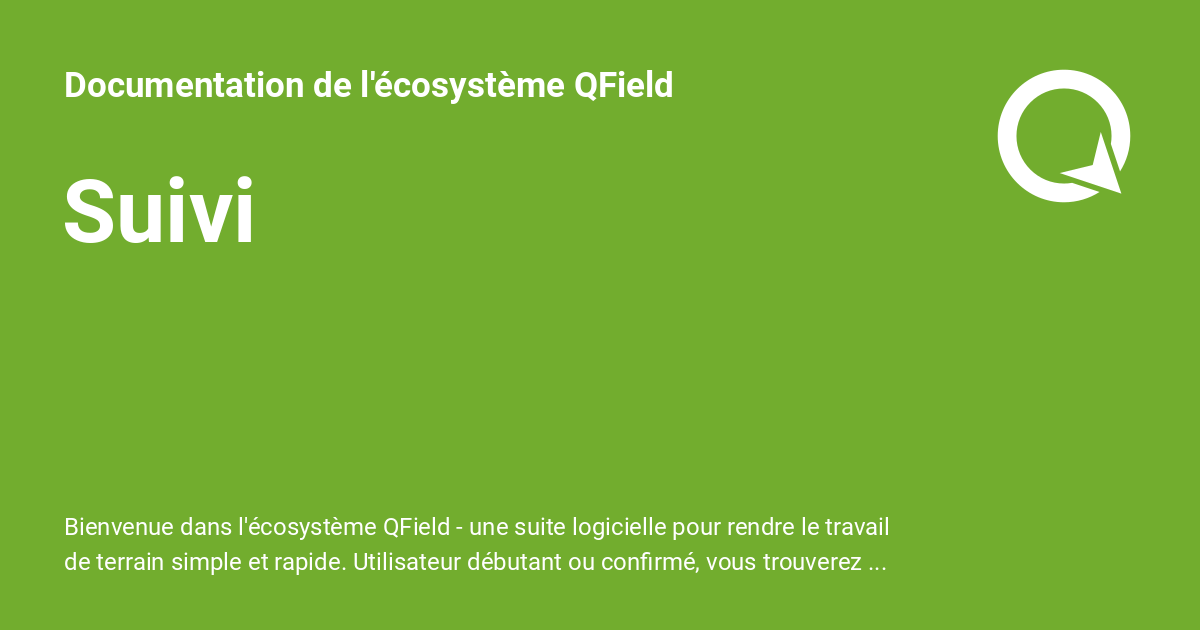 Documentation de l'écosystème QField
Suivi
Bienvenue dans l'écosystème QField - une suite logicielle pour rendre le travail
de terrain simple et rapide. Utilisateur débutant ou confirmé, vous trouverez ...